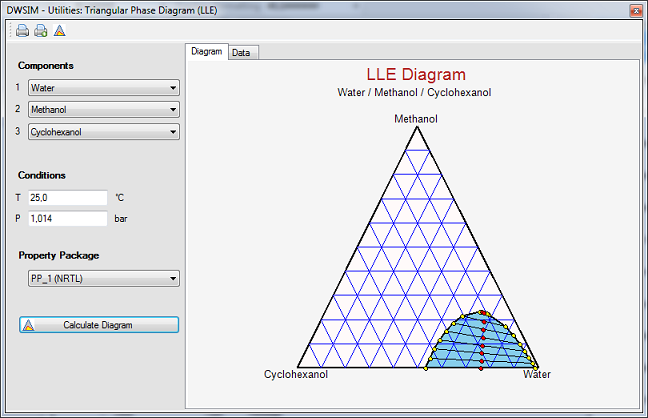 DWSIM - Utilities: Triangular Phase Diagram (LLE)
Components
1 Water
2 Methanol
3 Cyclohexanol
Conditions
T 25,0 °C
P 1,014 bar
Property Package
PP_1 (NRTL)
Calculate Diagram
Diagram Data
LLE Diagram
Water / Methanol / Cyclohexanol
Methanol
Cyclohexanol Water